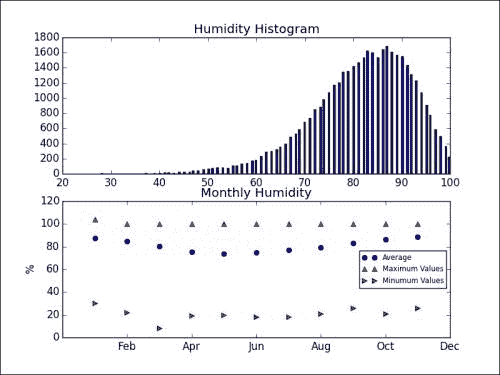 Humidity Histogram
1800
1600
1400
1200
1000
800
600
400
200
0
20 30 40 50 60 70 80 90 100
Monthly Humidity
120
100
80
60
40
20
0
%
Average
Maximum Values
Minumum Values
Feb Apr Jun Aug Oct Dec